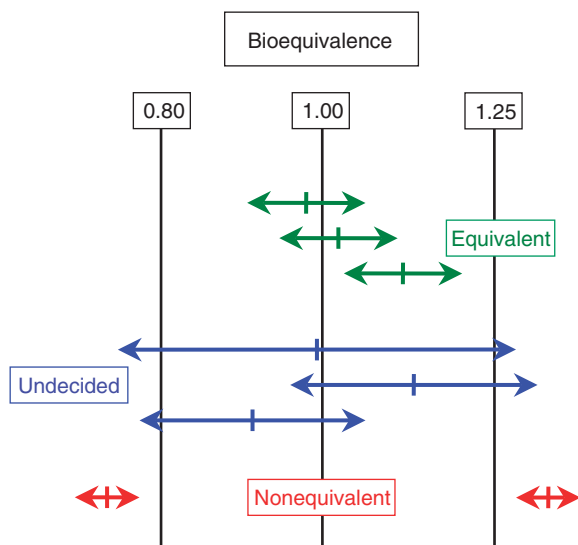 Bioequivalence
0.80 1.00 1.25
Equivalent
Undecided
Nonequivalent